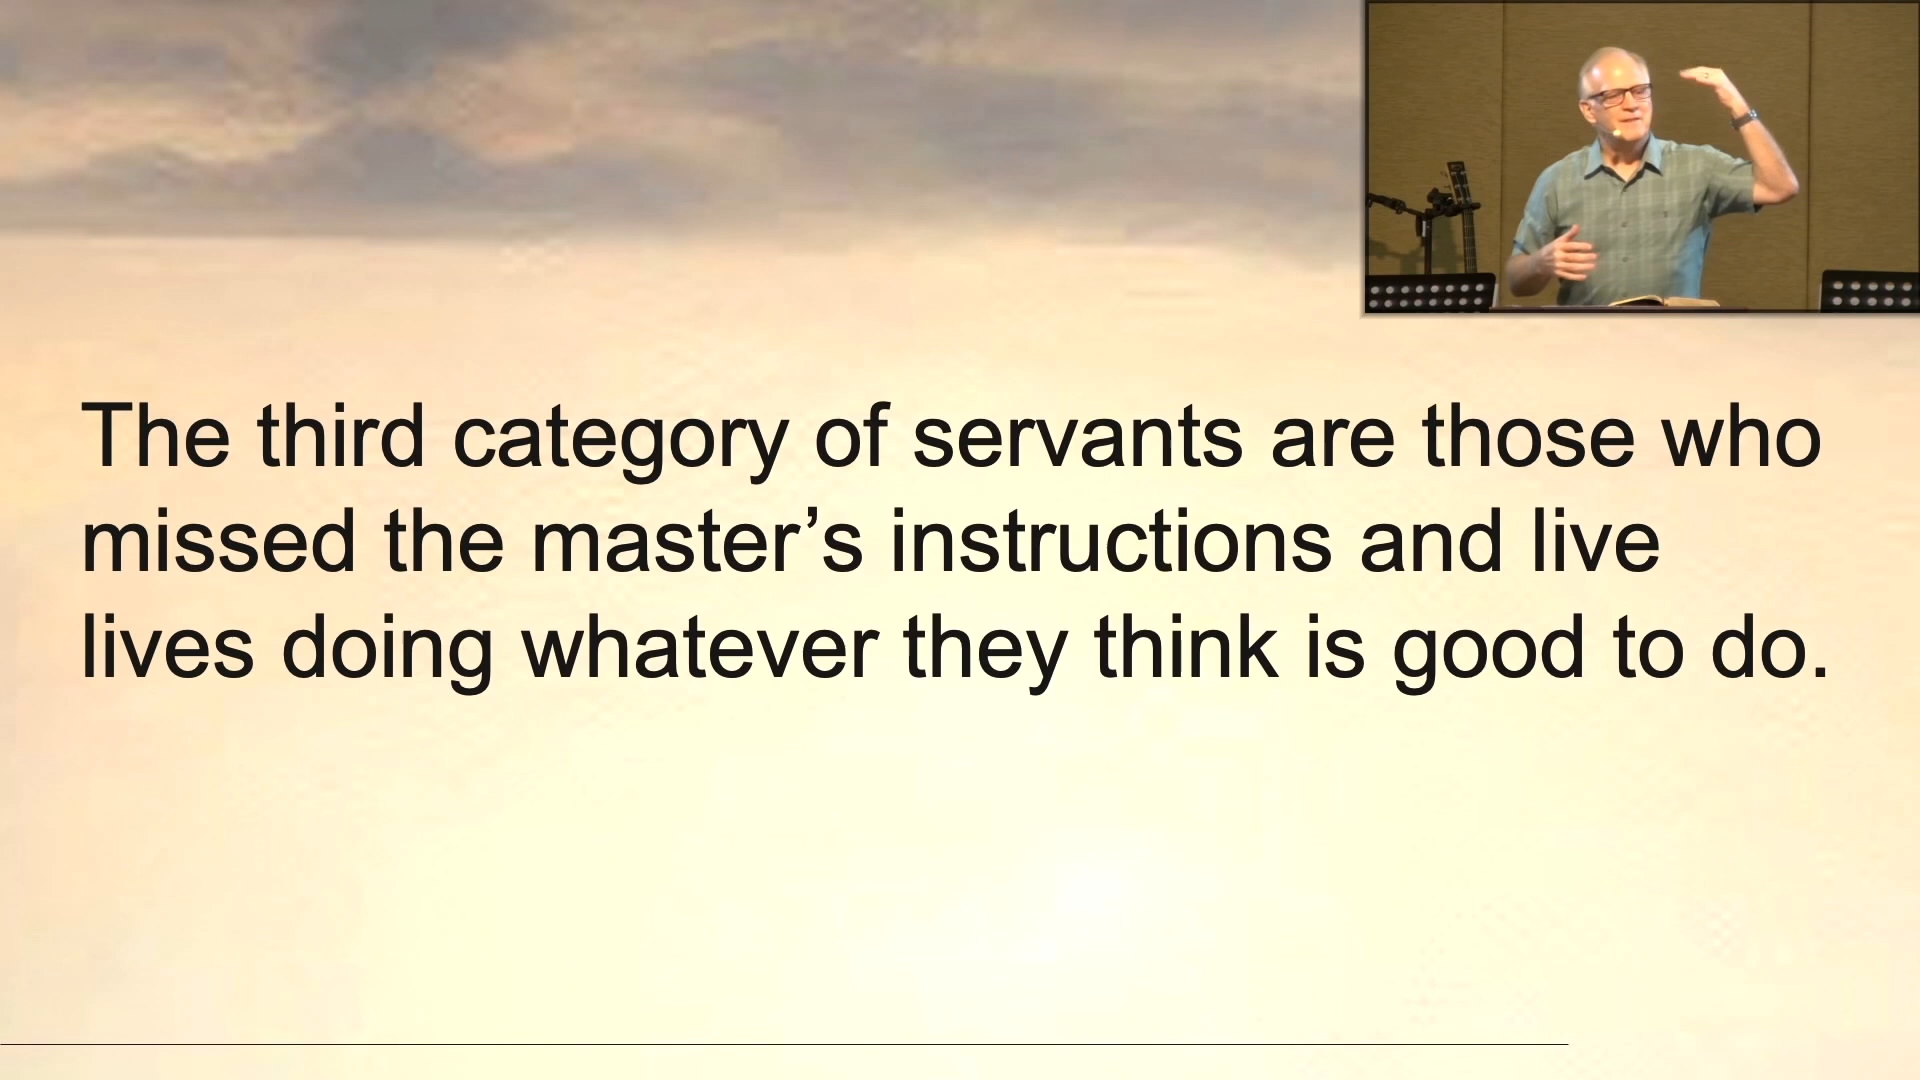 The third category of servants are those who
missed the master’s instructions and live
lives doing whatever they think is good to do.